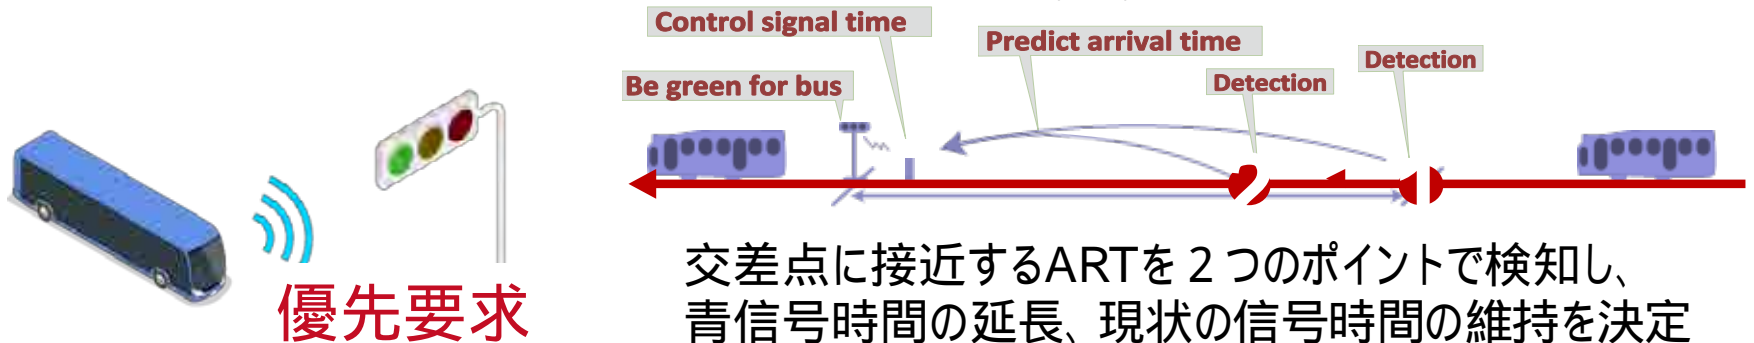 優先要求
Control signal time
Predict arrival time
Detection
Be green for bus
Detection
交差点に接近するARTを２つのポイントで検知し、
青信号時間の延長、現状の信号時間の維持を決定